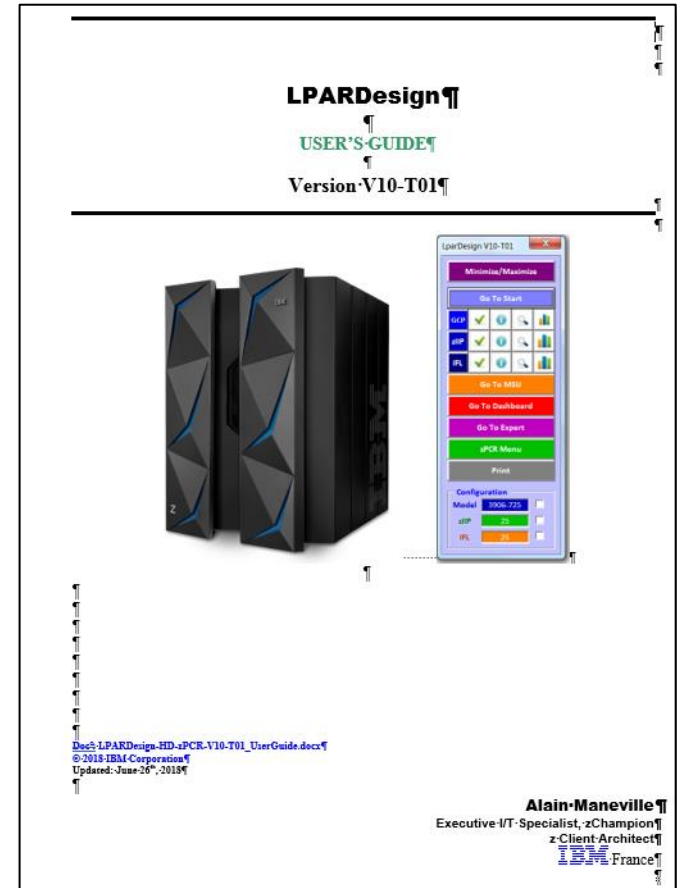 LPARDesign¶
¶
USER'S·GUIDE¶
¶
Version·V10-T01¶
LparDesign V10-T01
Minimize/Maximize
Go To Start
GCP
zIIP
IFL
Go To MSU
Go To Dashboard
Go To Expert
zPCR Menu
Print
Configuration
Model 3906-725
zIIP 25
IFL 25
IBM
IBM
Z
Doc°:·LPARDesign-HD-zPCR-V10-T01_UserGuide.docx¶
©·2018·IBM·Corporation¶
Updated:·June·26th,·2018¶
Alain·Maneville¶
Executive·I/T·Specialist,·zChampion¶
z·Client·Architect¶
IBM·France¶